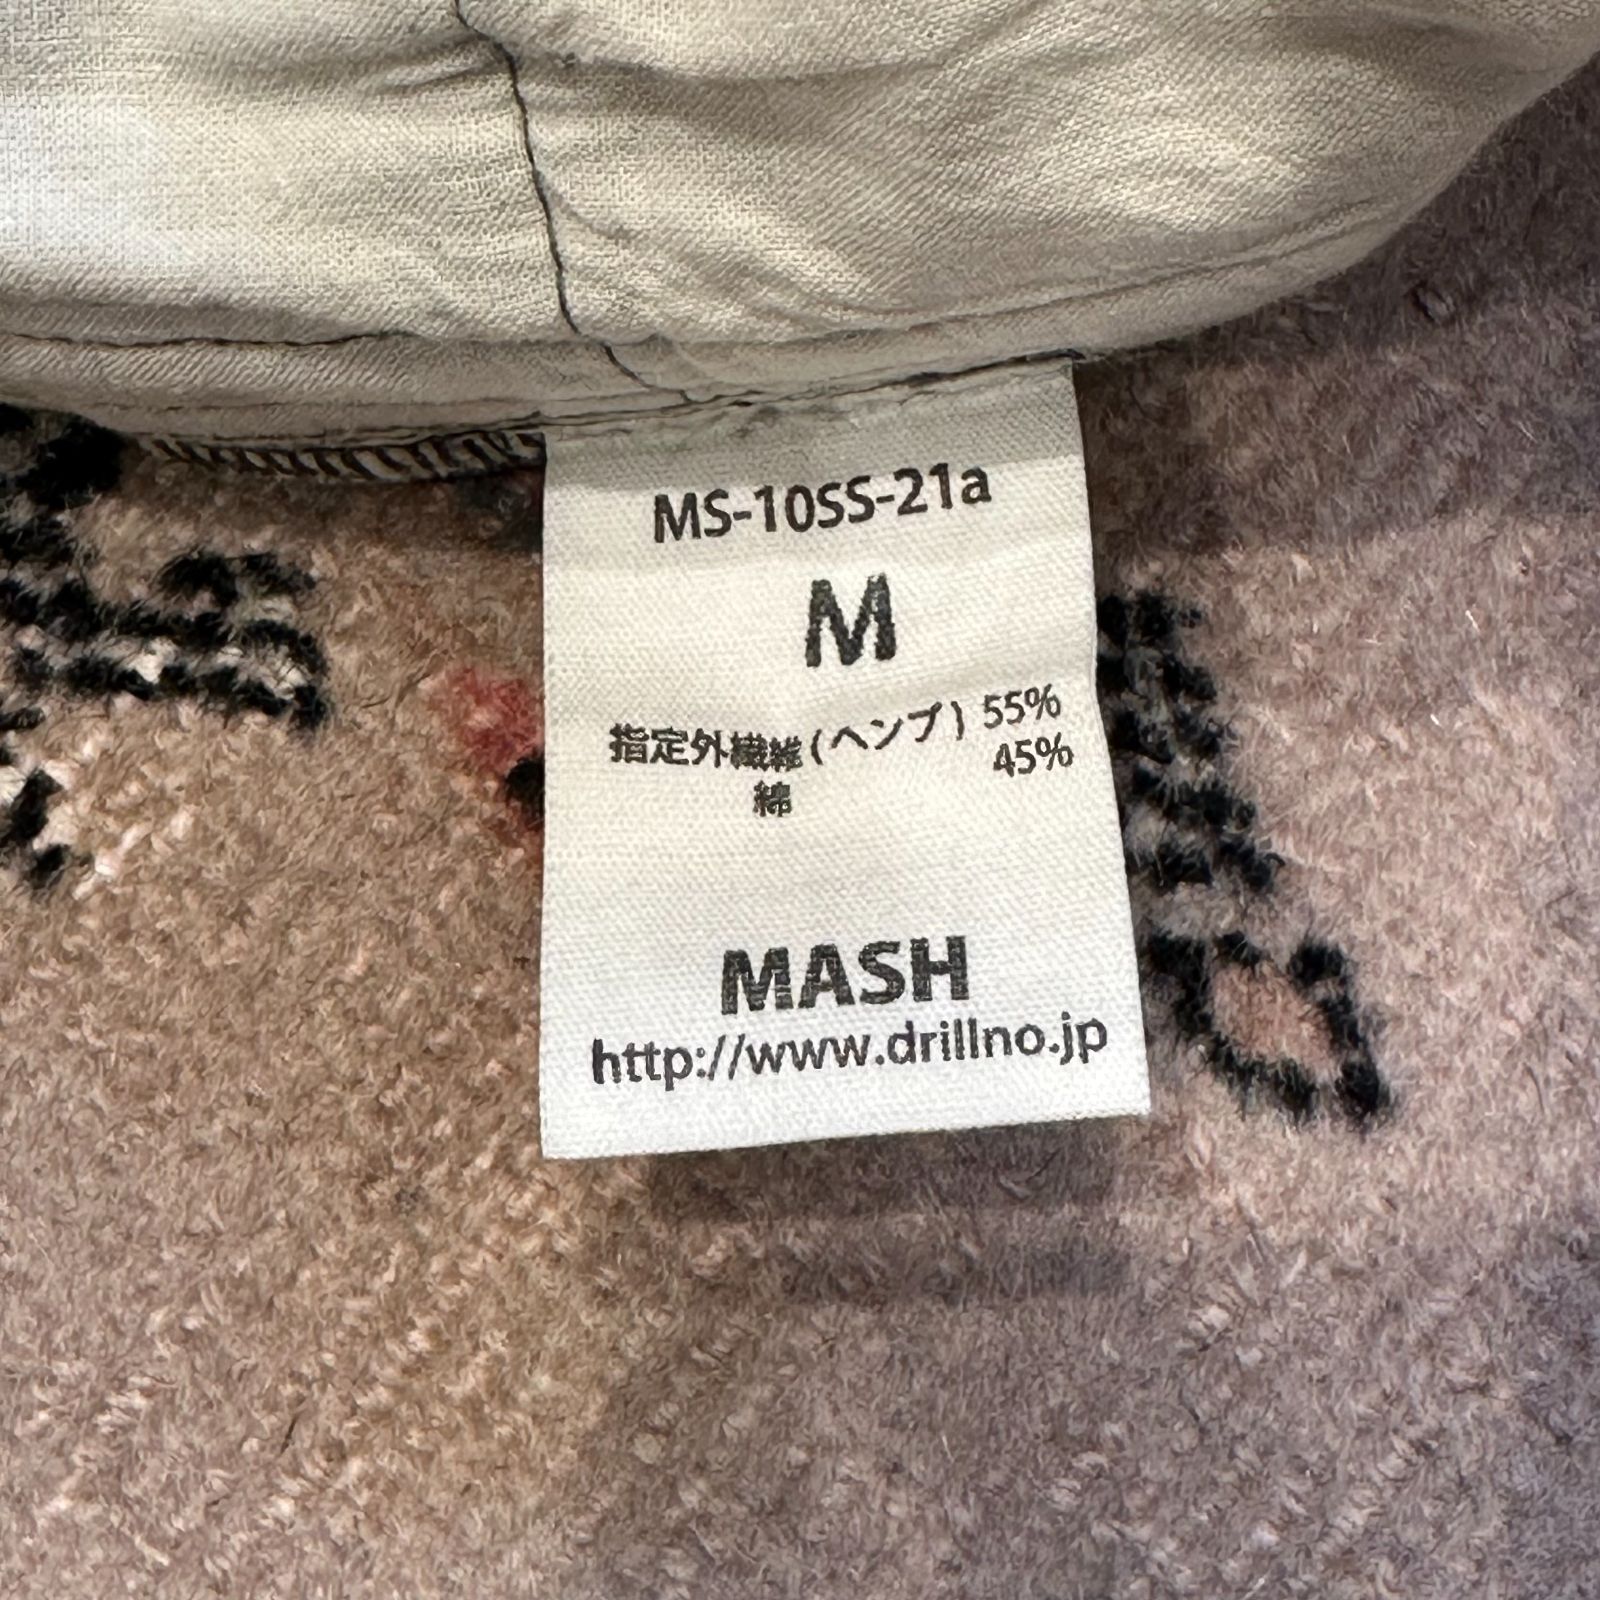 MS-10SS-21a
M
指定外繊維(ヘンプ) 55%
綿 45%
MASH
http://www.drillno.jp